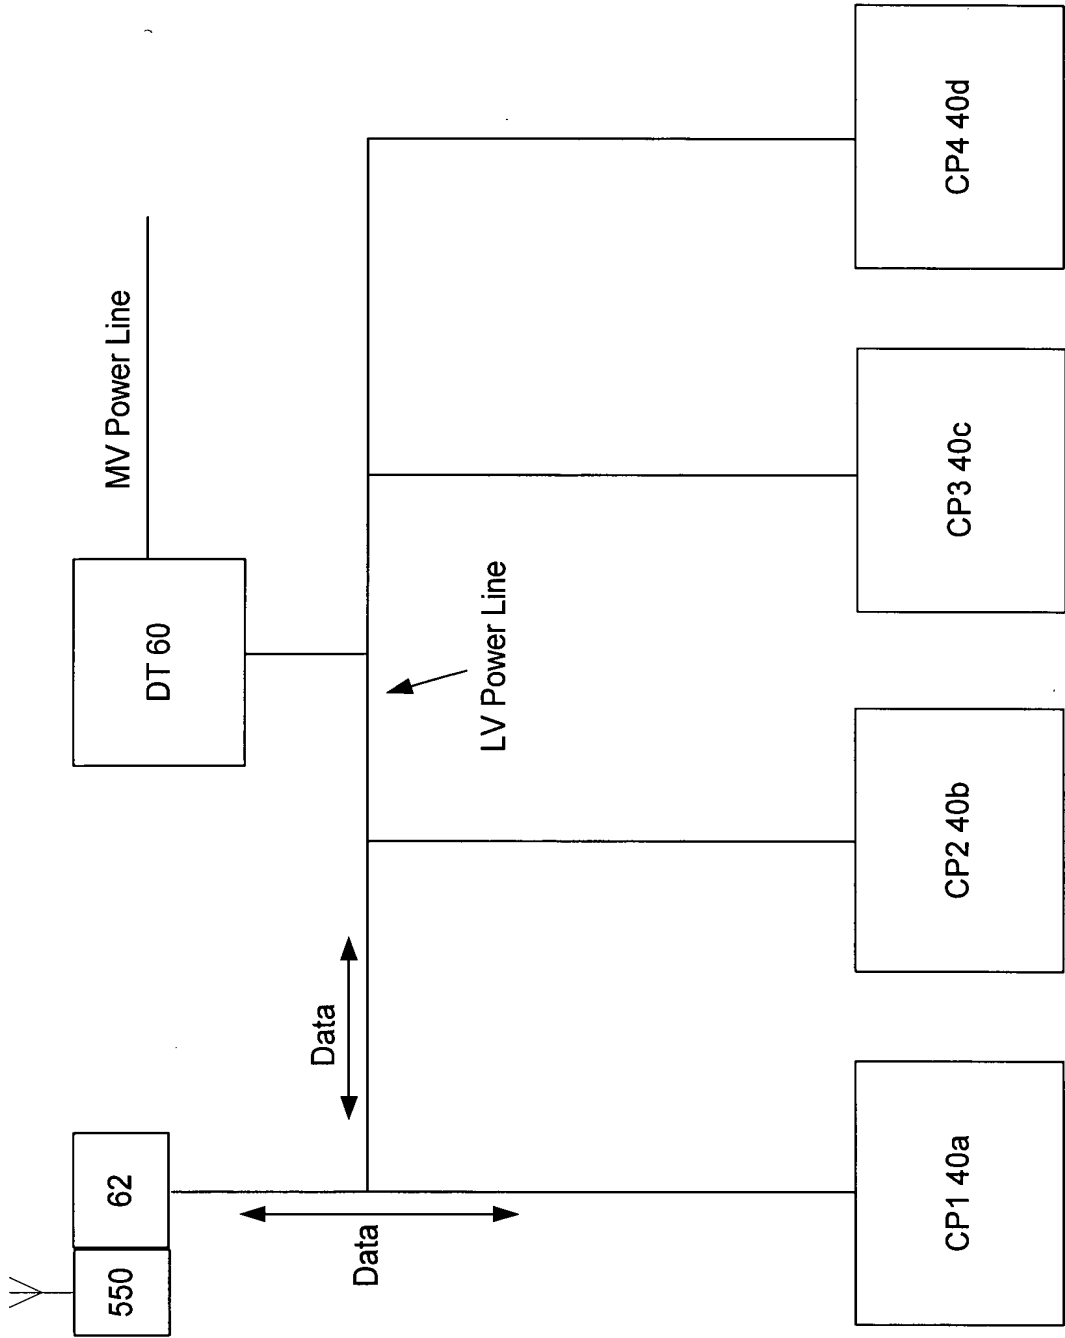 MV Power Line
DT 60
62
550
Data
Data
LV Power Line
CP1 40a
CP2 40b
CP3 40c
CP4 40d